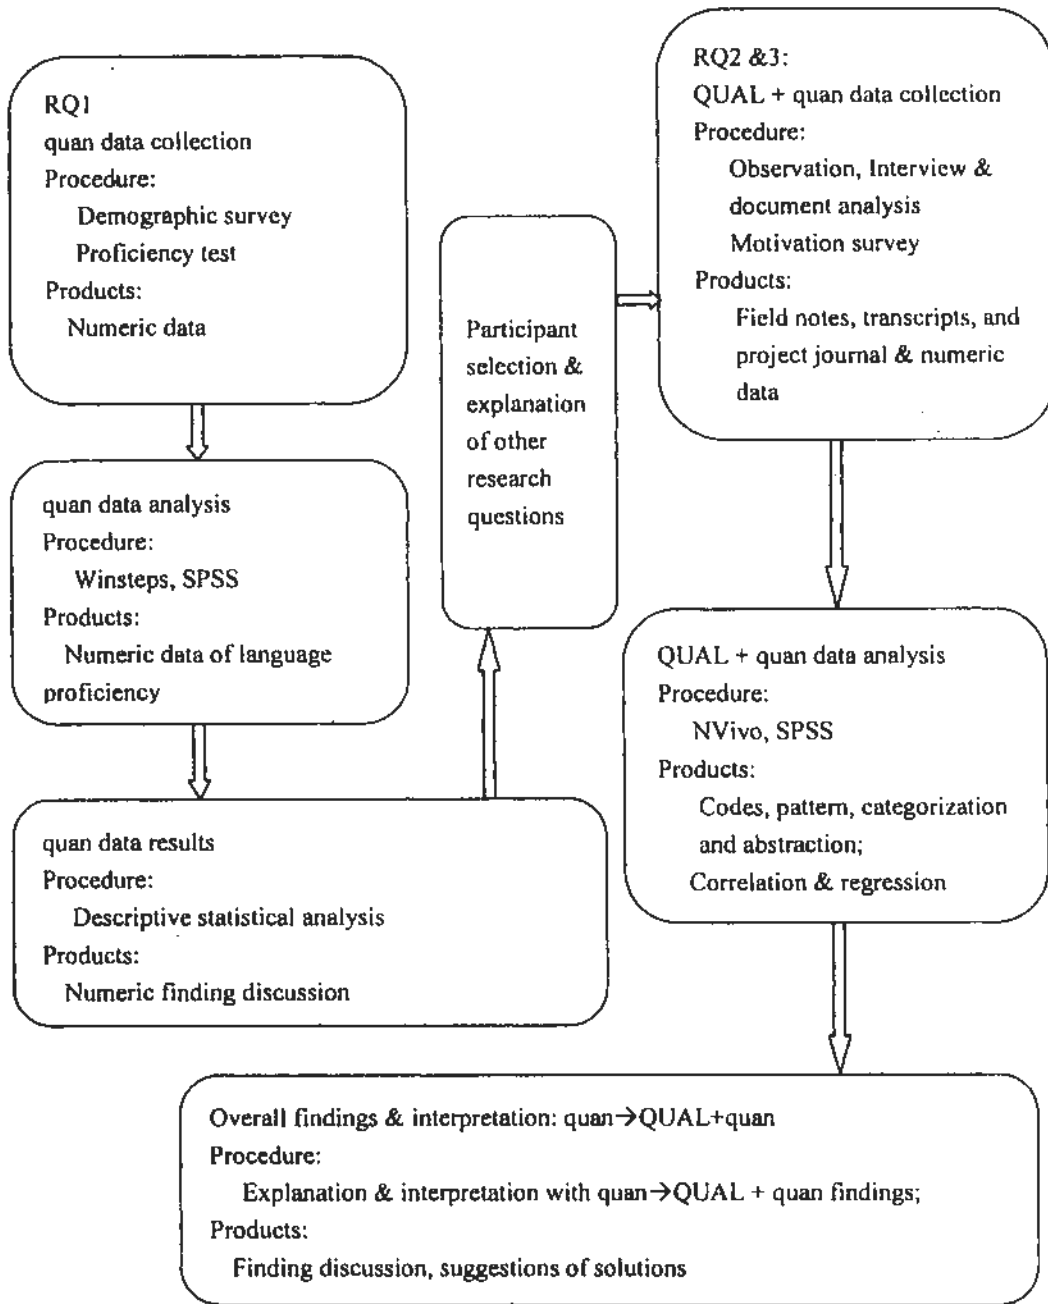 RQ1
quan data collection
Procedure:
Demographic survey
Proficiency test
Products:
Numeric data
quan data analysis
Procedure:
Winsteps, SPSS
Products:
Numeric data of language
proficiency
quan data results
Procedure:
Descriptive statistical analysis
Products:
Numeric finding discussion
Participant
selection &
explanation
of other
research
questions
RQ2 &3:
QUAL + quan data collection
Procedure:
Observation, Interview &
document analysis
Motivation survey
Products:
Field notes, transcripts, and
project journal & numeric
data
QUAL + quan data analysis
Procedure:
NVivo, SPSS
Products:
Codes, pattern, categorization
and abstraction;
Correlation & regression
Overall findings & interpretation: quan→QUAL+quan
Procedure:
Explanation & interpretation with quan→QUAL + quan findings;
Products:
Finding discussion, suggestions of solutions